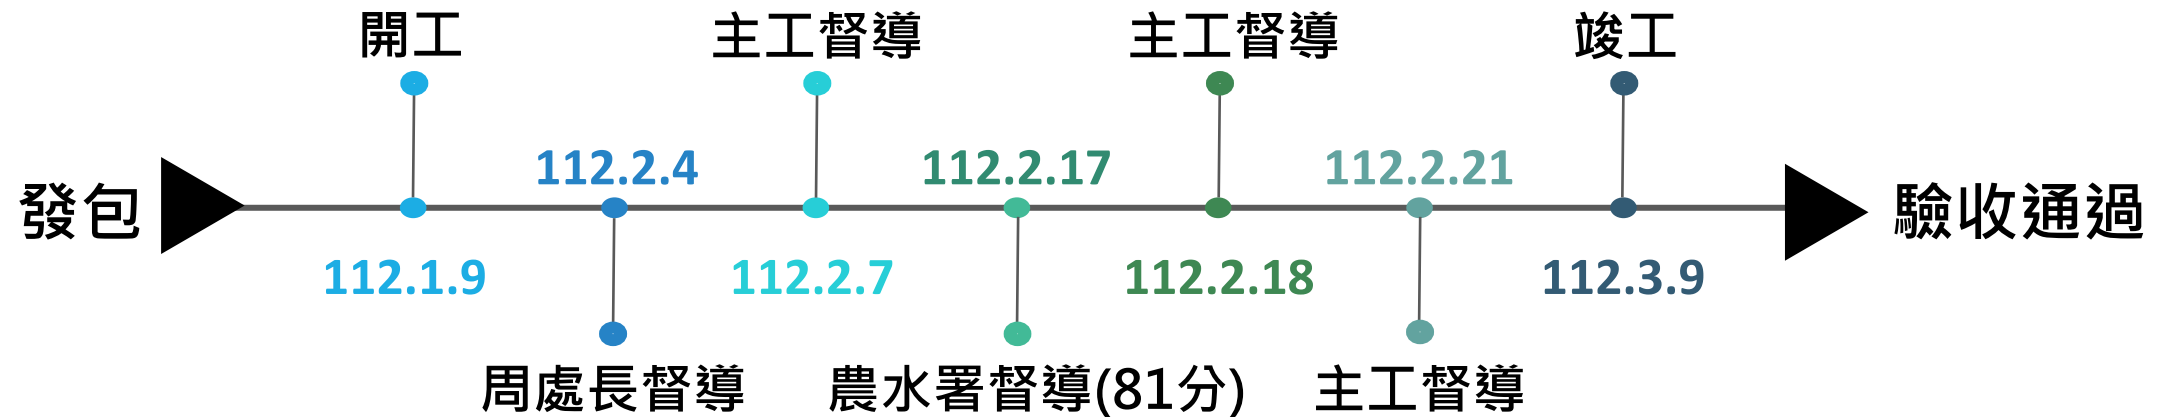 開工
主工督導
主工督導
竣工
112.2.4
112.2.17
112.2.21
發包
驗收通過
112.1.9
112.2.7
112.2.18
112.3.9
周處長督導
農水署督導(81分)
主工督導